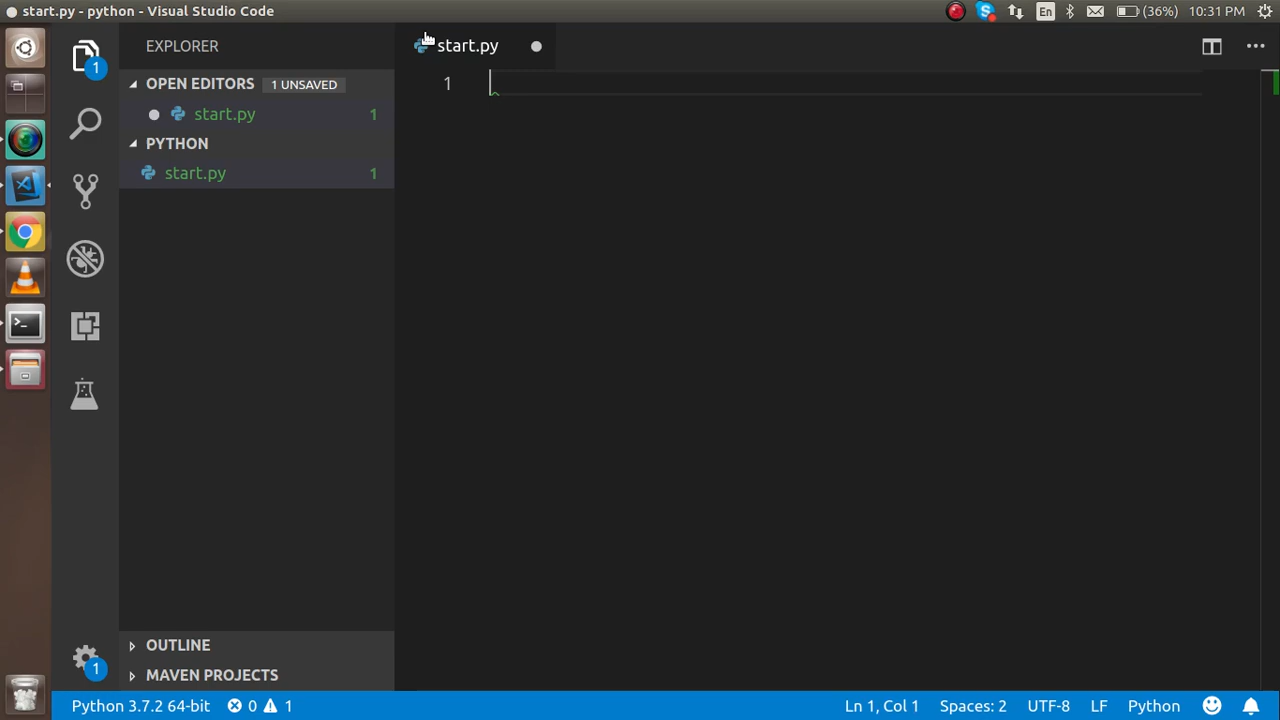 start.py - python - Visual Studio Code
En
(36%)
10:31 PM
1
EXPLORER
OPEN EDITORS 1 UNSAVED
start.py 1
PYTHON
start.py 1
OUTLINE
MAVEN PROJECTS
1
start.py
1
Python 3.7.2 64-bit
0
1
Ln 1, Col 1
Spaces: 2
UTF-8
LF
Python